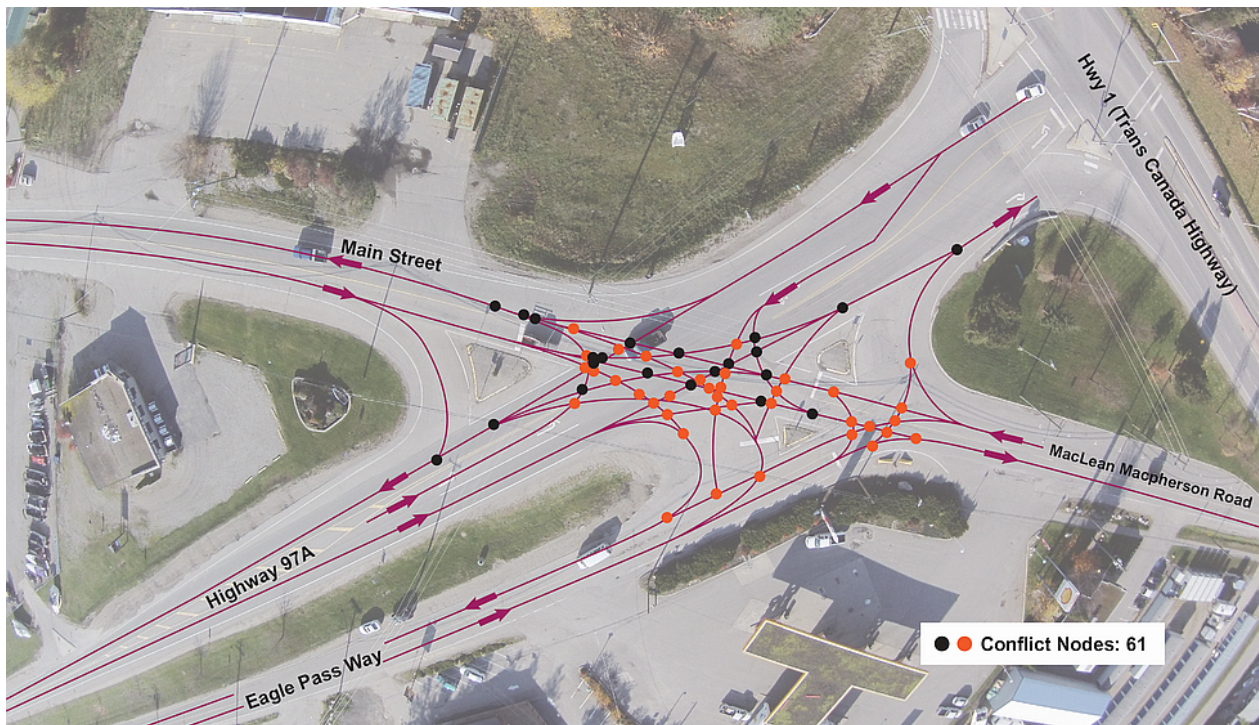 Hwy 1 (Trans Canada Highway)
Main Street
MacLean Macpherson Road
Highway 97A
Eagle Pass Way
Conflict Nodes: 61